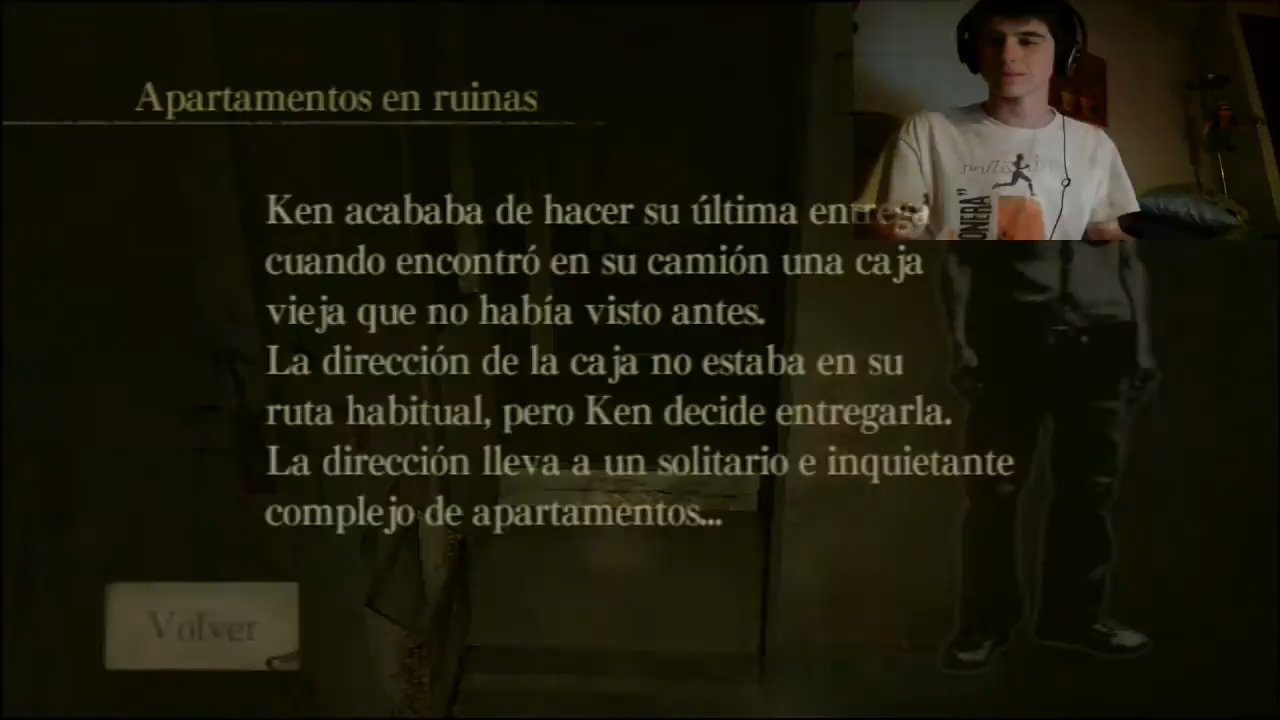 Apartamentos en ruinas
Ken acababa de hacer su última entrega
cuando encontró en su camión una caja
vieja que no había visto antes.
La dirección de la caja no estaba en su
ruta habitual, pero Ken decide entregarla.
La dirección lleva a un solitario e inquietante
complejo de apartamentos...
Volver
ONERA"